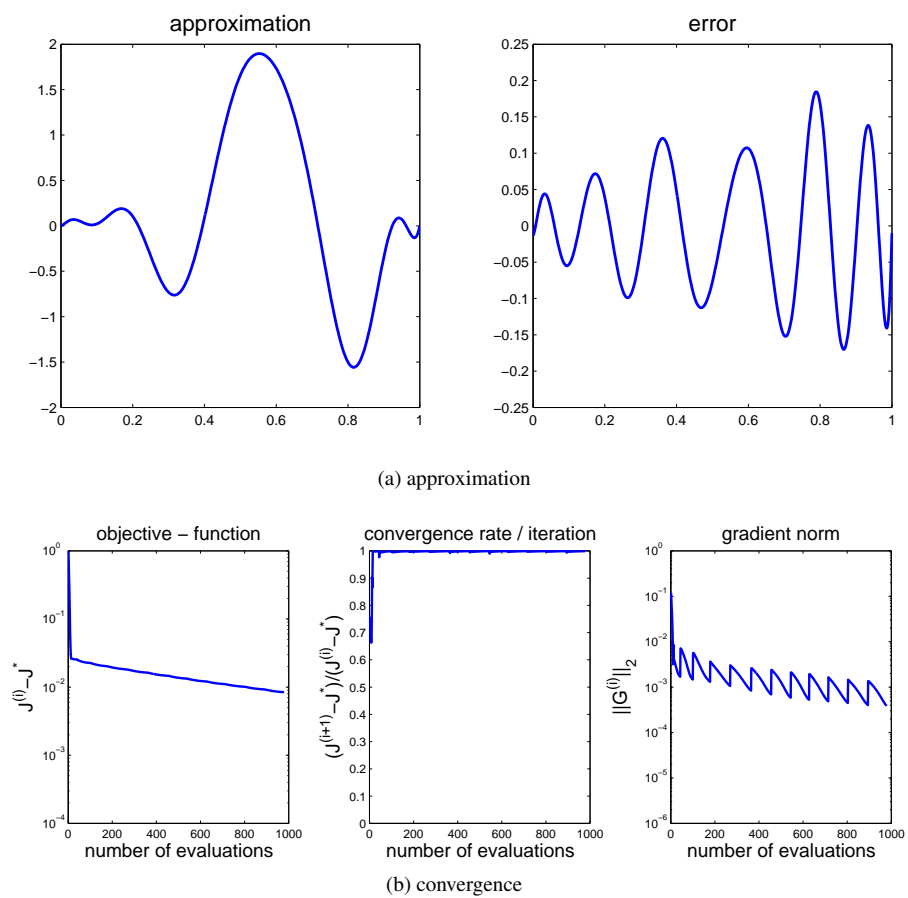 approximation
2
1.5
1
0.5
0
−0.5
−1
−1.5
−2
0 0.2 0.4 0.6 0.8 1
error
0.25
0.2
0.15
0.1
0.05
0
−0.05
−0.1
−0.15
−0.2
−0.25
0 0.2 0.4 0.6 0.8 1
(a) approximation
objective − function
J^(i)−J^*
10^0
10^−1
10^−2
10^−3
10^−4
0 200 400 600 800 1000
number of evaluations
convergence rate / iteration
(J^(i+1)−J^*)/(J^(i)−J^*)
1
0.9
0.8
0.7
0.6
0.5
0.4
0.3
0.2
0.1
0
0 200 400 600 800 1000
number of evaluations
gradient norm
||G^(i)||_2
10^0
10^−1
10^−2
10^−3
10^−4
10^−5
10^−6
0 200 400 600 800 1000
number of evaluations
(b) convergence